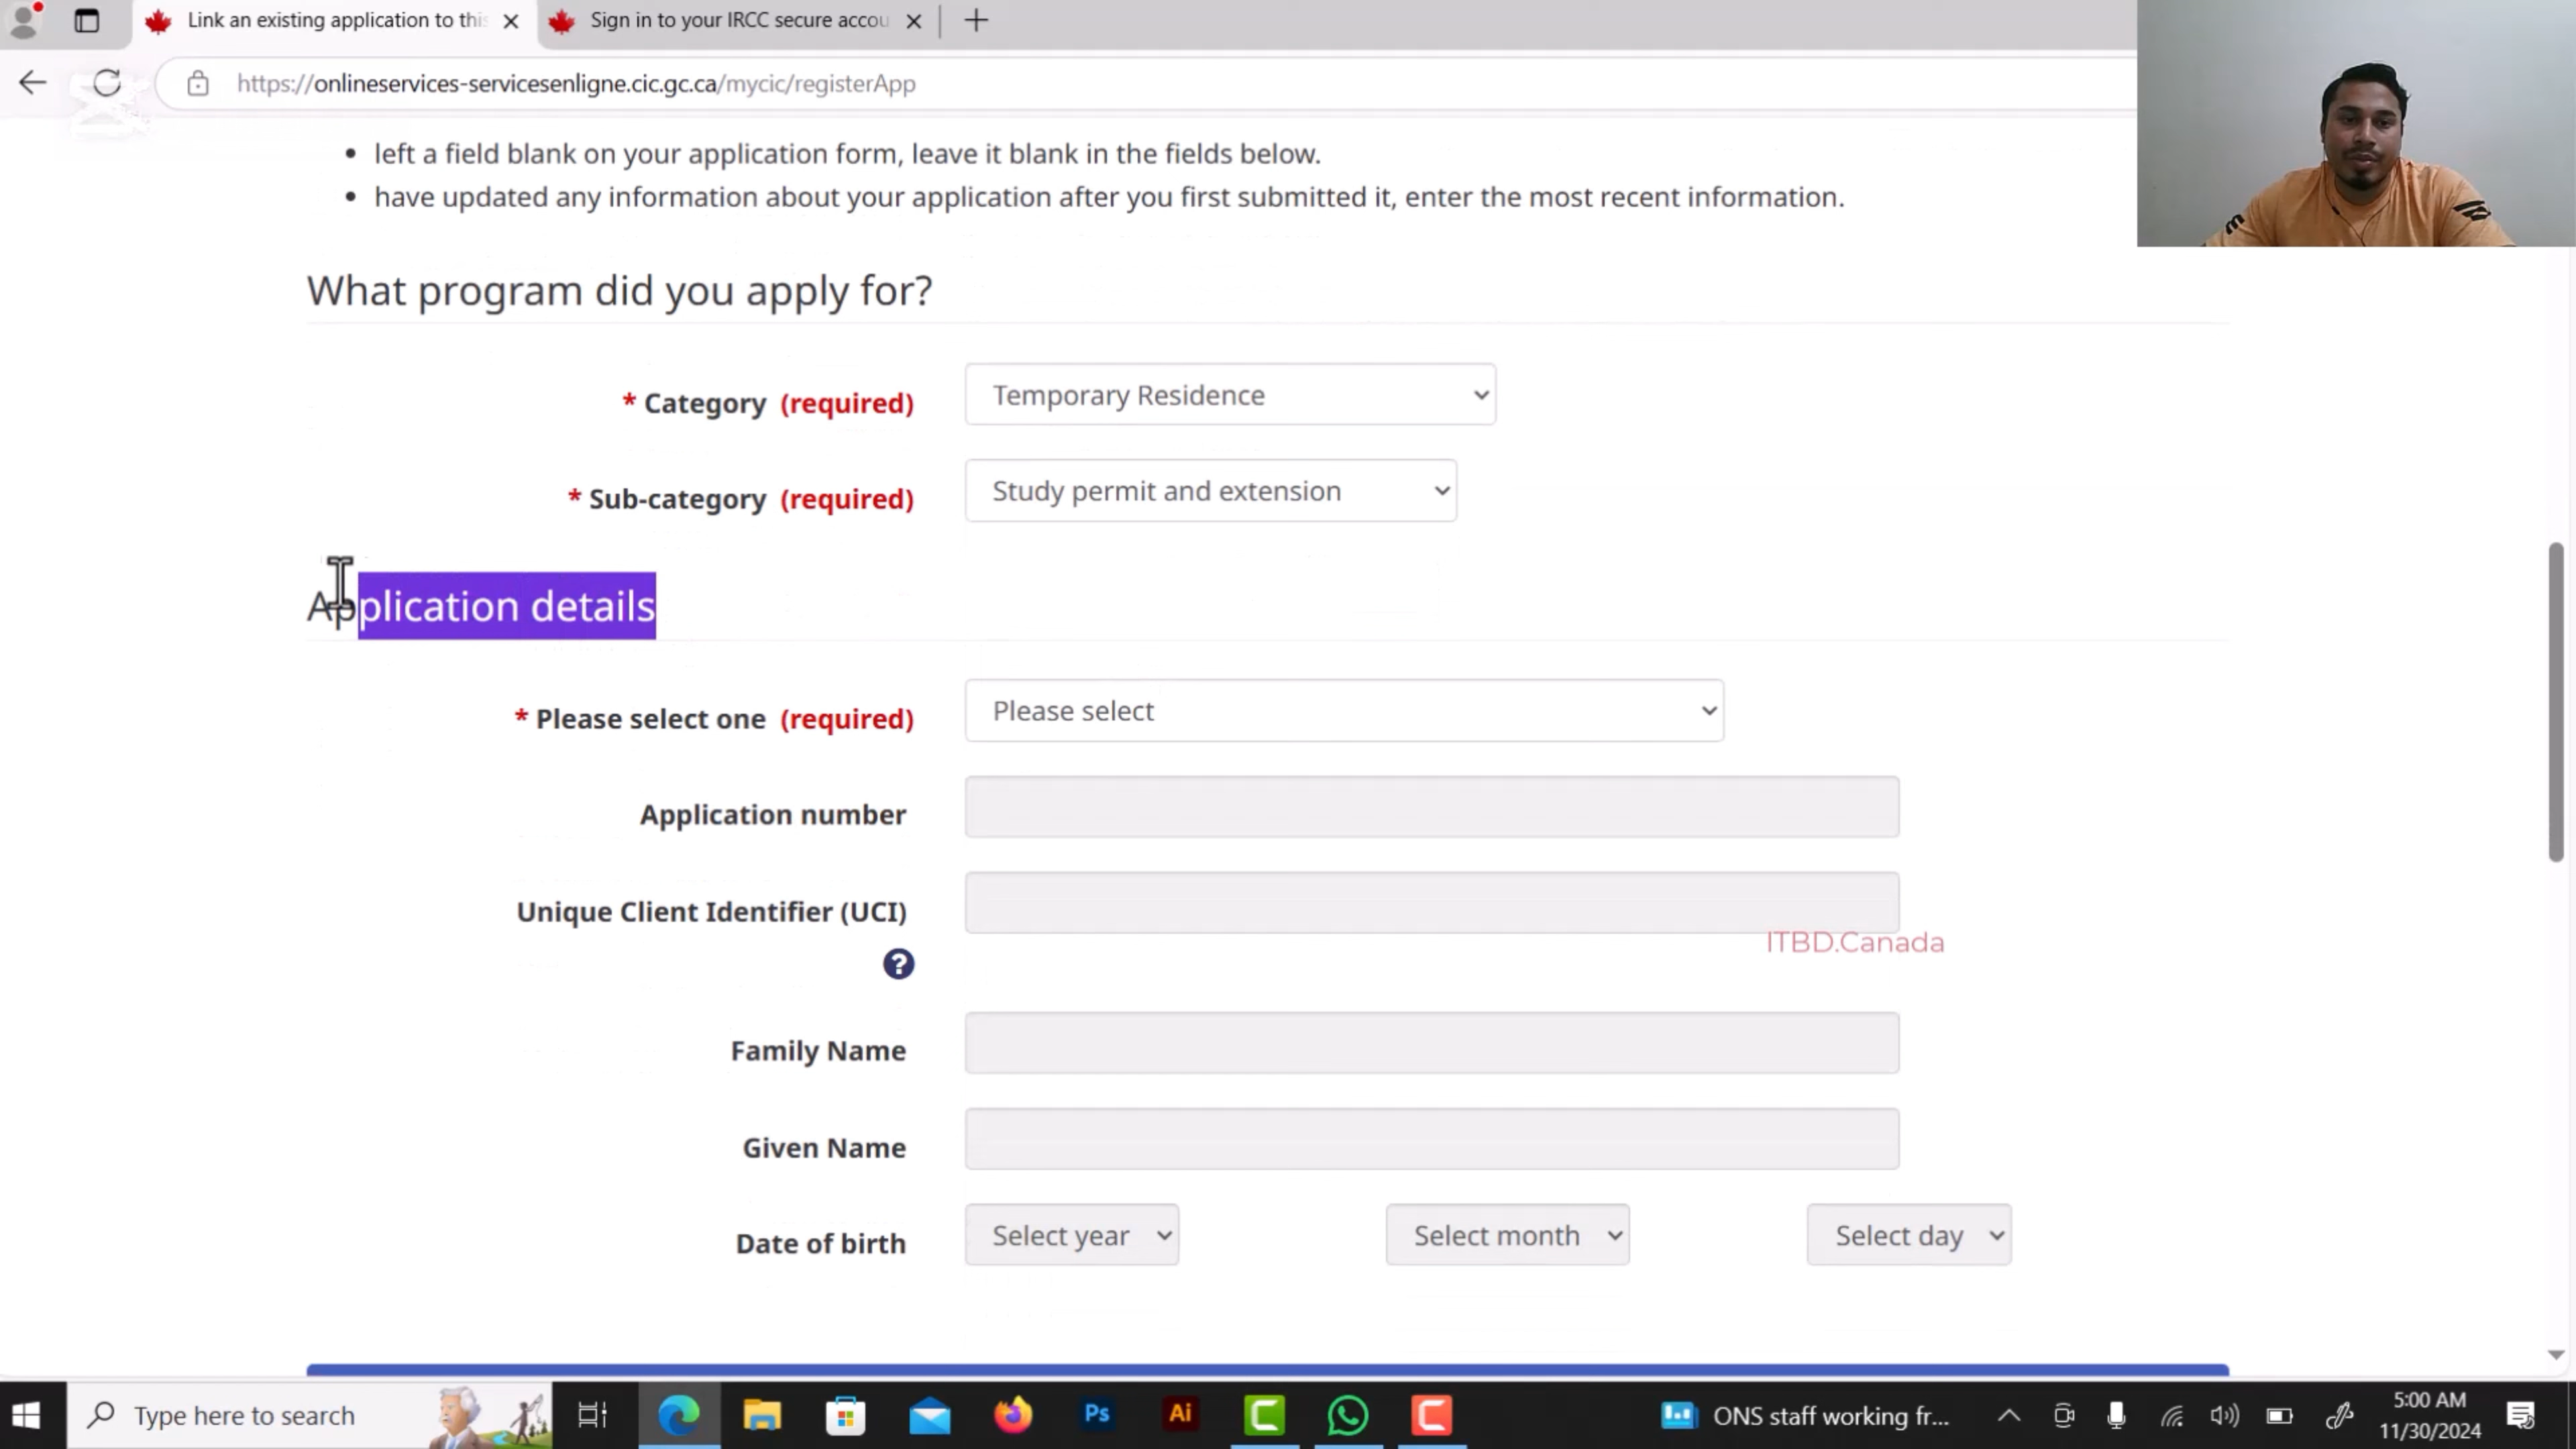 Link an existing application to this
Sign in to your IRCC secure accou
https://onlineservices-servicesenligne.cic.gc.ca/mycic/registerApp
• left a field blank on your application form, leave it blank in the fields below.
• have updated any information about your application after you first submitted it, enter the most recent information.
What program did you apply for?
* Category (required)
Temporary Residence
* Sub-category (required)
Study permit and extension
Application details
* Please select one (required)
Please select
Application number
Unique Client Identifier (UCI)
?
ITBD.Canada
Family Name
Given Name
Date of birth
Select year
Select month
Select day
Type here to search
Ps
Ai
ONS staff working fr...
5:00 AM
11/30/2024